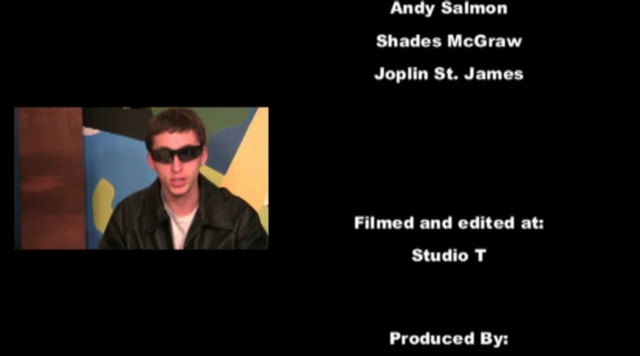 Andy Salmon
Shades McGraw
Joplin St. James
Filmed and edited at:
Studio T
Produced By: